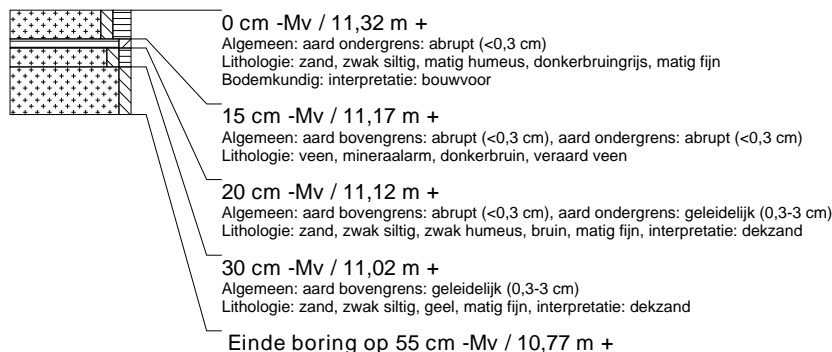 0 cm -Mv / 11,32 m +
Algemeen: aard ondergrens: abrupt (<0,3 cm)
Lithologie: zand, zwak siltig, matig humeus, donkerbruingrijs, matig fijn
Bodemkundig: interpretatie: bouwvoor
15 cm -Mv / 11,17 m +
Algemeen: aard bovengrens: abrupt (<0,3 cm), aard ondergrens: abrupt (<0,3 cm)
Lithologie: veen, mineraalarm, donkerbruin, veraard veen
20 cm -Mv / 11,12 m +
Algemeen: aard bovengrens: abrupt (<0,3 cm), aard ondergrens: geleidelijk (0,3-3 cm)
Lithologie: zand, zwak siltig, zwak humeus, bruin, matig fijn, interpretatie: dekzand
30 cm -Mv / 11,02 m +
Algemeen: aard bovengrens: geleidelijk (0,3-3 cm)
Lithologie: zand, zwak siltig, geel, matig fijn, interpretatie: dekzand
Einde boring op 55 cm -Mv / 10,77 m +